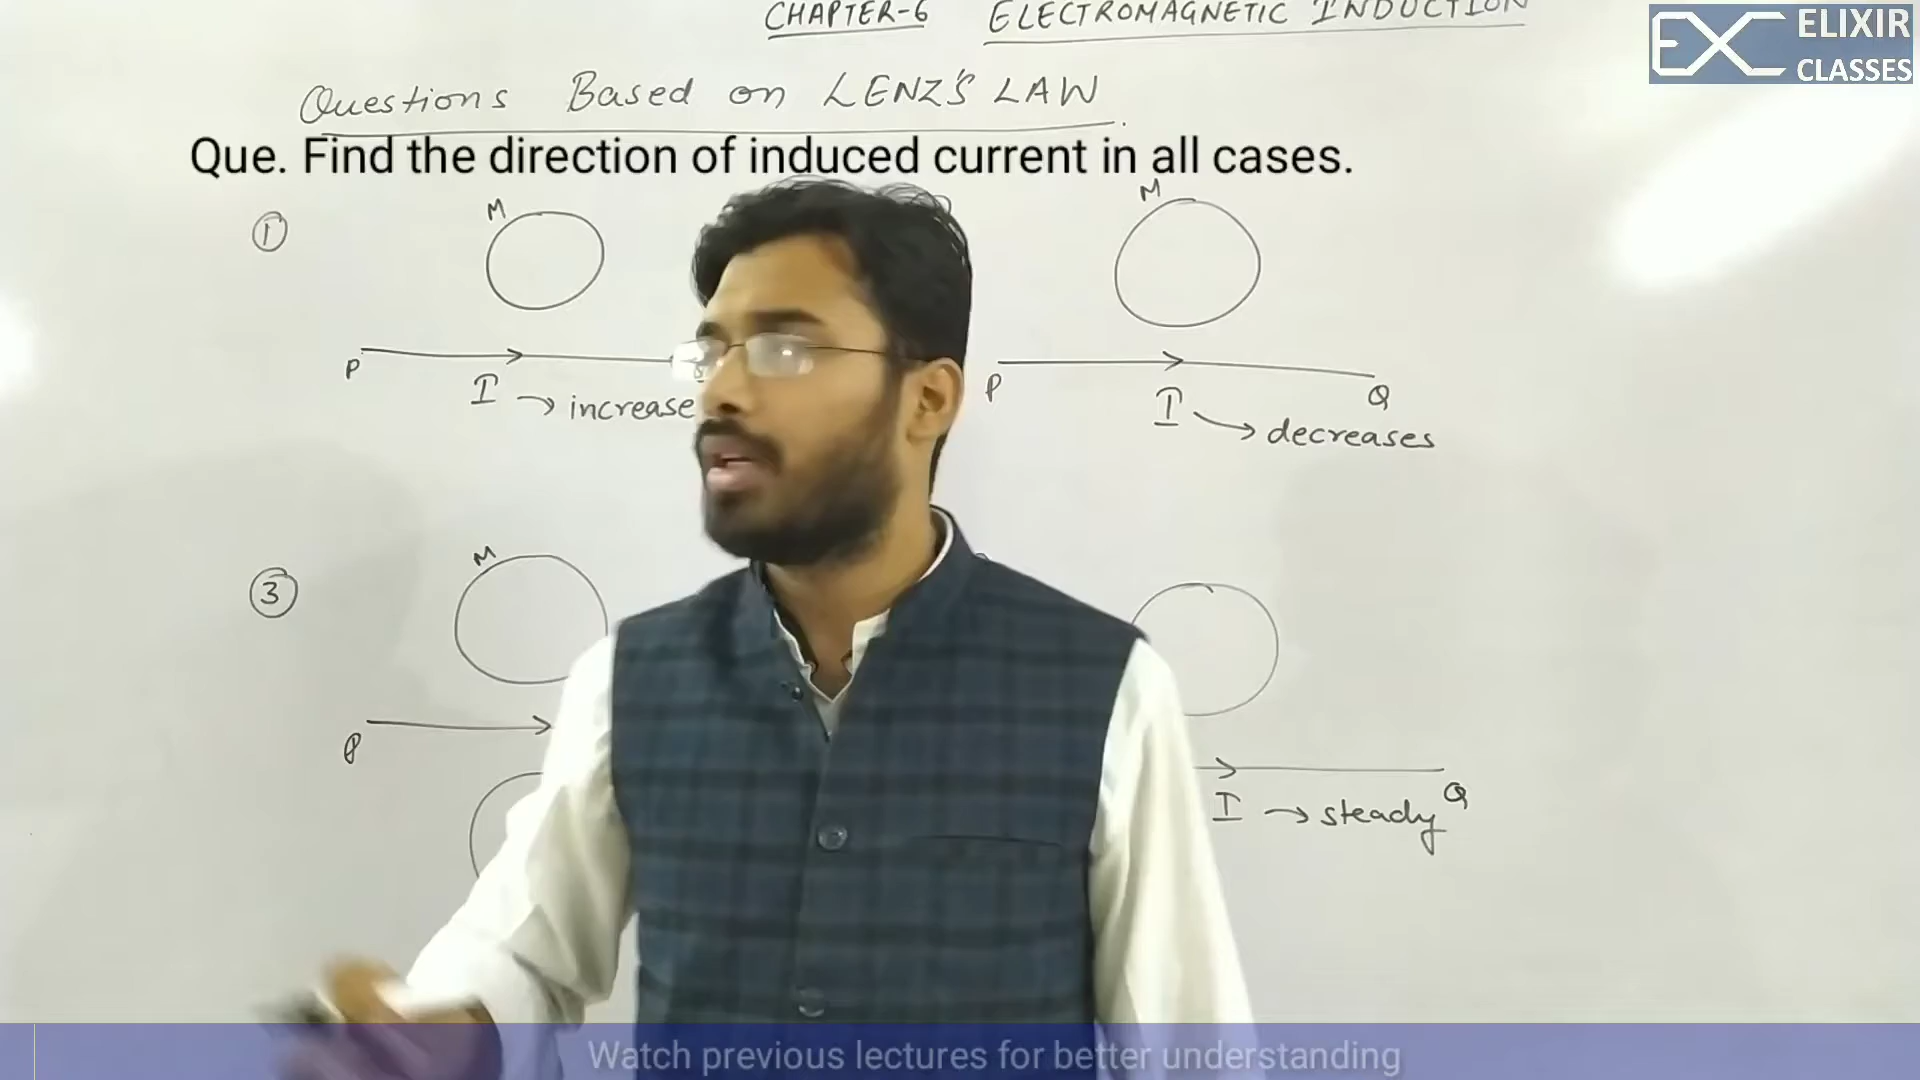 CHAPTER-6 ELECTROMAGNETIC INDUCTION
EX ELIXIR
CLASSES
Questions Based on LENZ'S LAW
Que. Find the direction of induced current in all cases.
1 M
M
P
I → increase
P Q
I → decreases
3 M
P
Q
I → steady
Watch previous lectures for better understanding